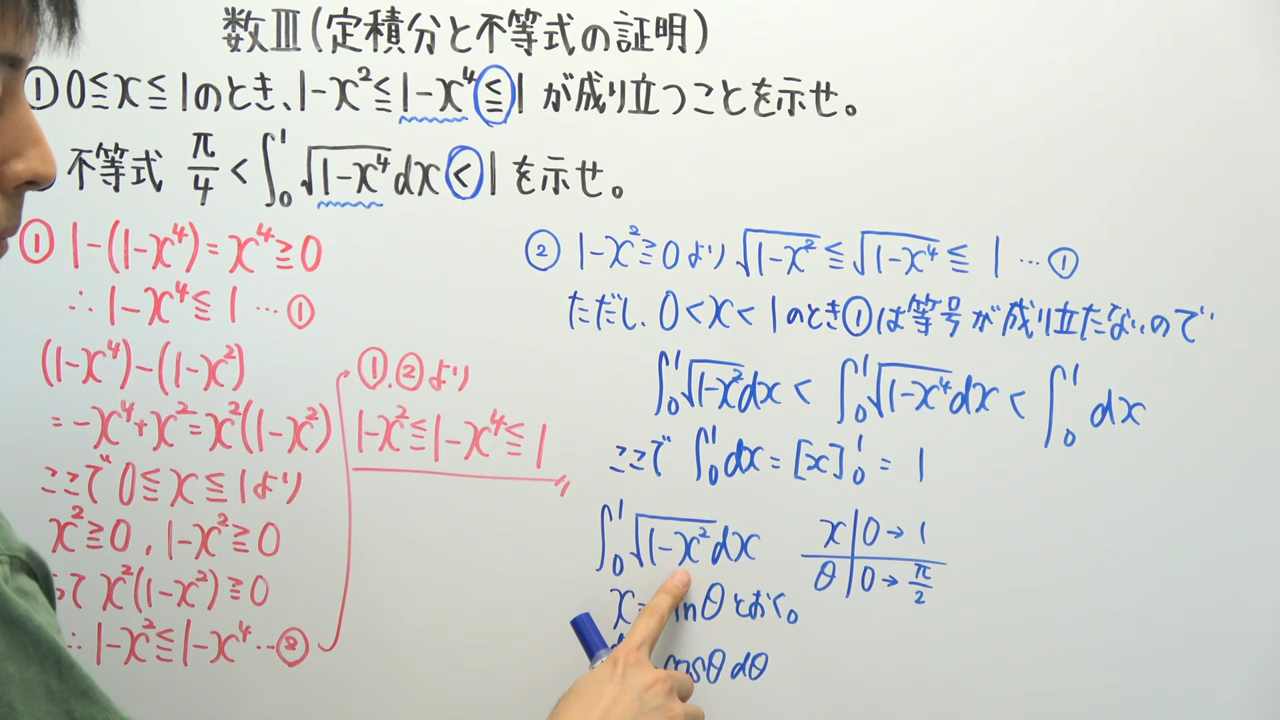 数Ⅲ(定積分と不等式の証明)
① 0≦x≦1のとき、1-x²≦1-x⁴≦1 が成り立つことを示せ。
不等式 π/4 < ∫₀¹ √(1-x⁴) dx < 1 を示せ。
① 1-(1-x⁴)=x⁴≧0
∴ 1-x⁴≦1 … ①
(1-x⁴)-(1-x²)
=-x⁴+x²=x²(1-x²)
ここで 0≦x≦1より
x²≧0, 1-x²≧0
って x²(1-x²)≧0
∴ 1-x²≦1-x⁴ … ②
①,②より
1-x²≦1-x⁴≦1
② 1-x²≧0より √(1-x²) ≦ √(1-x⁴) ≦ 1 … ①
ただし、0<x<1のとき①は等号が成り立たないので
∫₀¹ √(1-x²) dx < ∫₀¹ √(1-x⁴) dx < ∫₀¹ dx
ここで ∫₀¹ dx = [x]₀¹ = 1
∫₀¹ √(1-x²) dx
x | 0 → 1
θ | 0 → π/2
x= nθとおく。
cosθ dθ